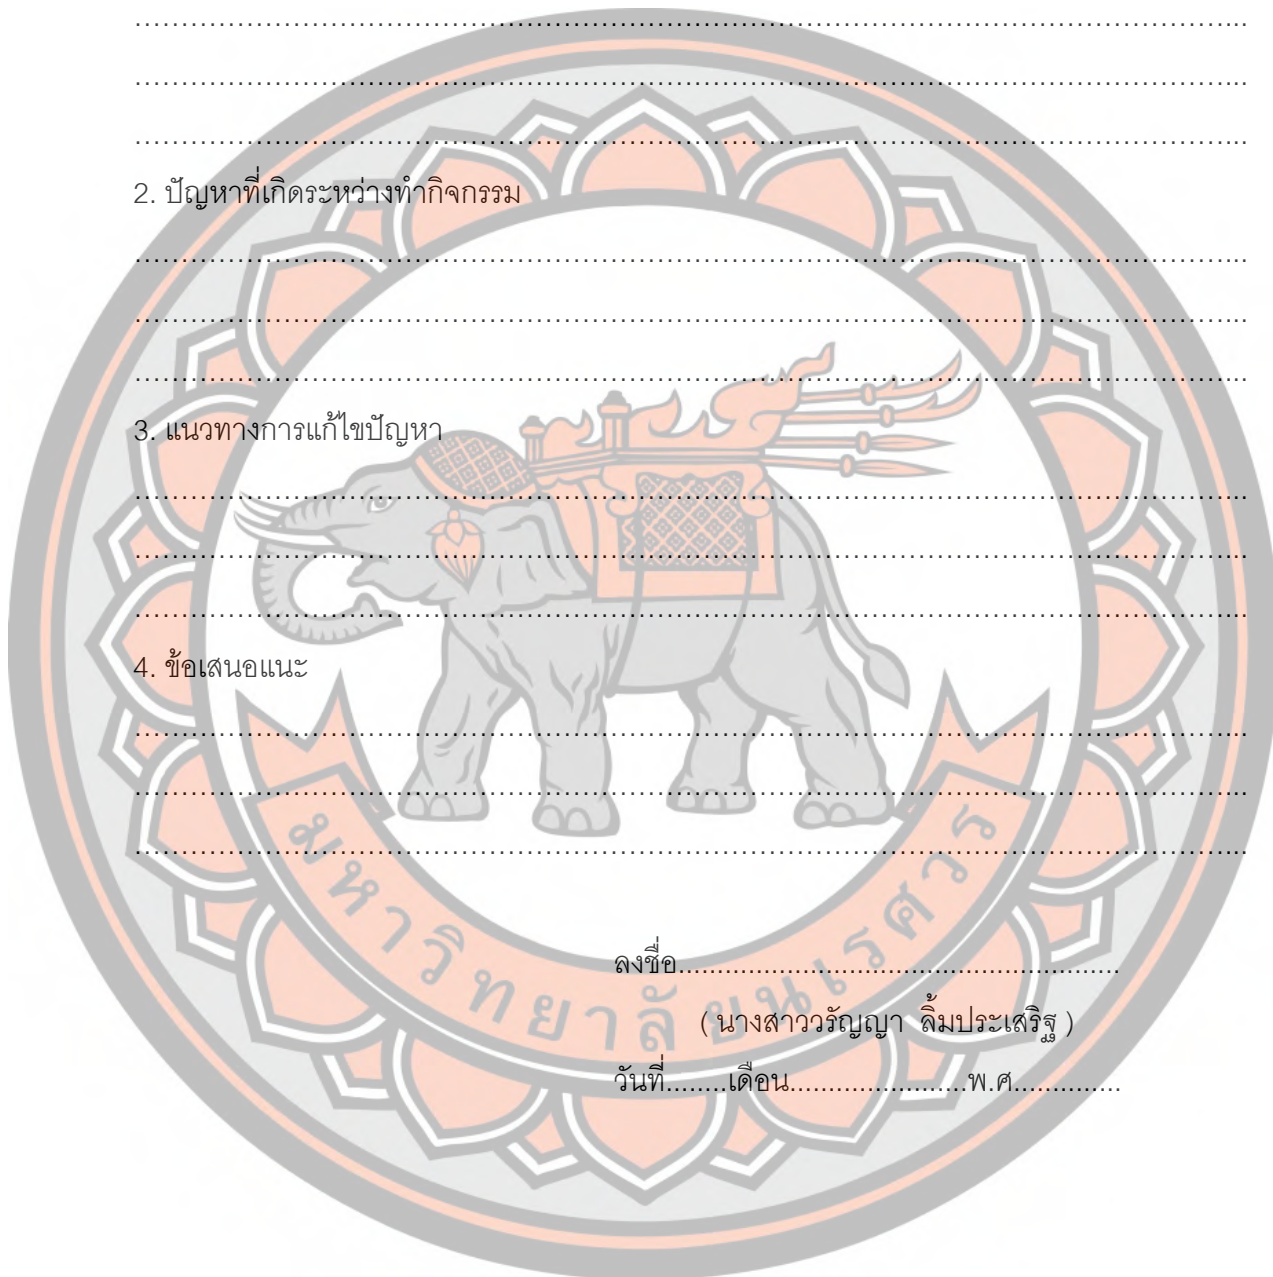 ........................................................................................................................
........................................................................................................................
........................................................................................................................
2. ปัญหาที่เกิดระหว่างทำกิจกรรม
........................................................................................................................
........................................................................................................................
........................................................................................................................
3. แนวทางการแก้ไขปัญหา
........................................................................................................................
........................................................................................................................
........................................................................................................................
4. ข้อเสนอแนะ
........................................................................................................................
........................................................................................................................
........................................................................................................................
มหาวิทยาลัยนเรศวร
ลงชื่อ.........................................................
( นางสาววรัญญา ลิ้มประเสริฐ )
วันที่........เดือน.......................พ.ศ..............